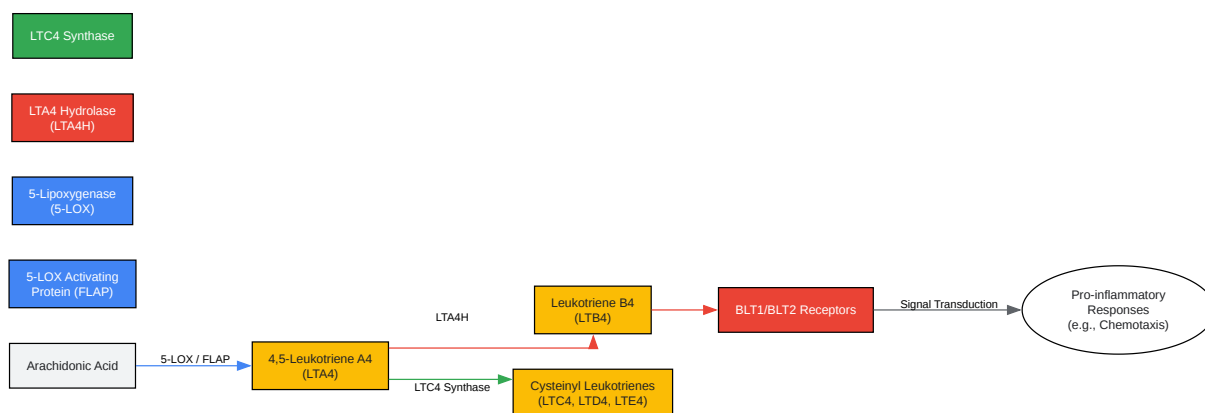 LTC4 Synthase
LTA4 Hydrolase
(LTA4H)
5-Lipoxygenase
(5-LOX)
5-LOX Activating
Protein (FLAP)
Arachidonic Acid
5-LOX / FLAP
4,5-Leukotriene A4
(LTA4)
LTA4H
LTC4 Synthase
Leukotriene B4
(LTB4)
Cysteinyl Leukotrienes
(LTC4, LTD4, LTE4)
BLT1/BLT2 Receptors
Signal Transduction
Pro-inflammatory
Responses
(e.g., Chemotaxis)